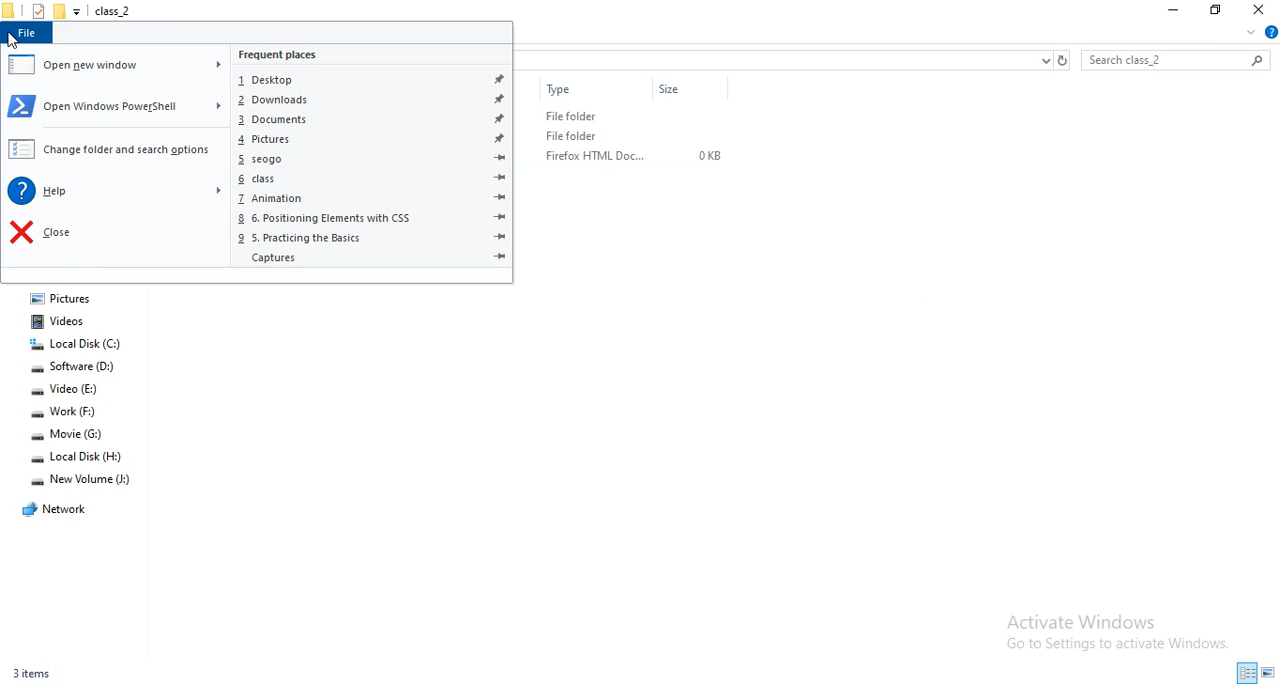 class_2
File
Open new window
Open Windows PowerShell
Change folder and search options
? Help
Close
Frequent places
1 Desktop
2 Downloads
3 Documents
4 Pictures
5 seogo
6 class
7 Animation
8 6. Positioning Elements with CSS
9 5. Practicing the Basics
Captures
?
Search class_2
Type Size
File folder
File folder
Firefox HTML Doc... 0 KB
Pictures
Videos
Local Disk (C:)
Software (D:)
Video (E:)
Work (F:)
Movie (G:)
Local Disk (H:)
New Volume (J:)
Network
Activate Windows
Go to Settings to activate Windows.
3 items